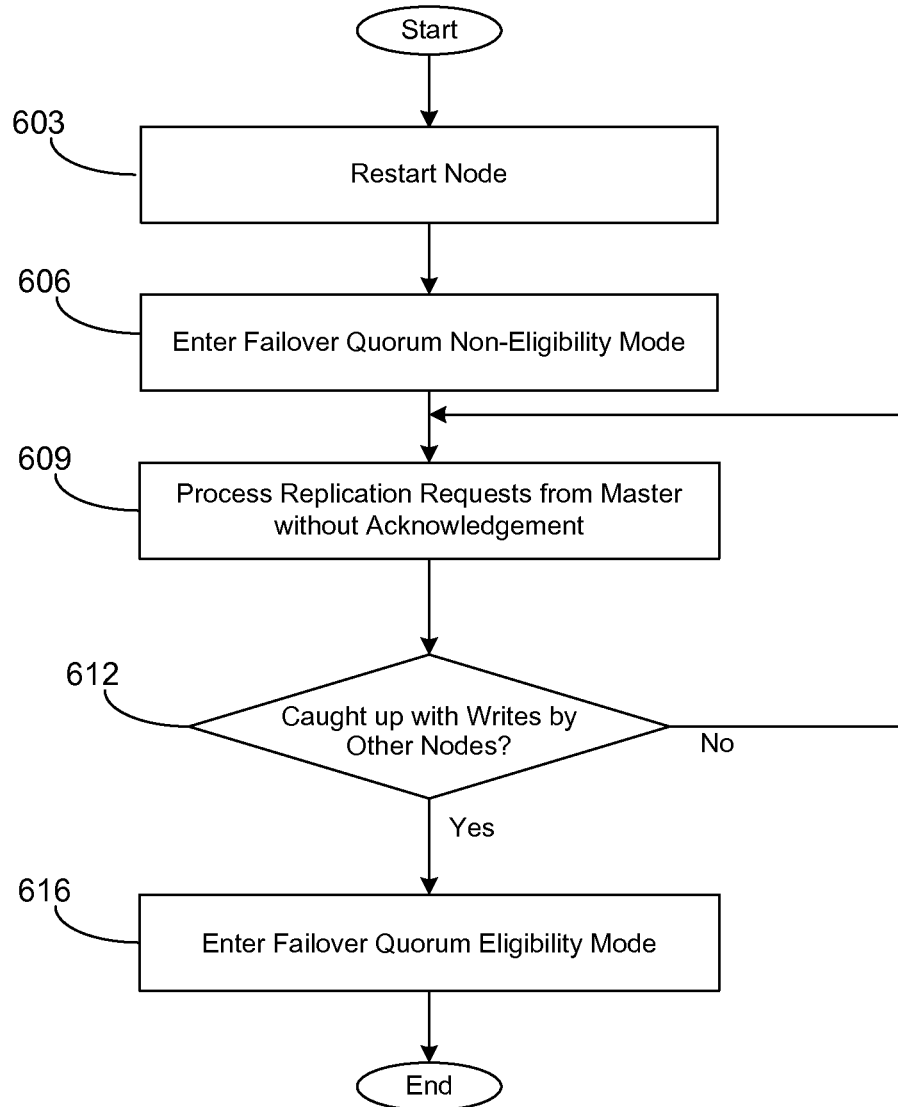 Start
603
Restart Node
606
Enter Failover Quorum Non-Eligibility Mode
609
Process Replication Requests from Master
without Acknowledgement
612
Caught up with Writes by
Other Nodes?
No
Yes
616
Enter Failover Quorum Eligibility Mode
End